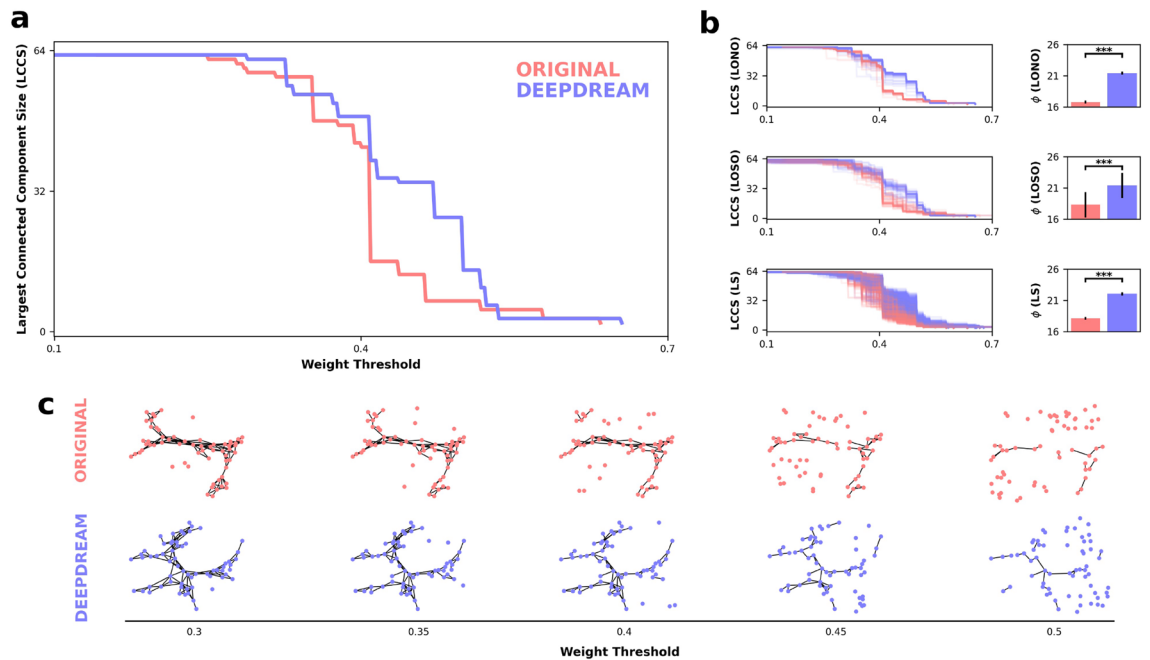 a
Largest Connected Component Size (LCCS)
64
32
0
0.1
0.4
0.7
Weight Threshold
ORIGINAL
DEEPDREAM
b
LCCS (LONO)
64
32
0
0.1
0.4
0.7
ϕ (LONO)
26
21
16
***
LCCS (LOSO)
64
32
0
0.1
0.4
0.7
ϕ (LOSO)
26
21
16
***
LCCS (LS)
64
32
0
0.1
0.4
0.7
ϕ (LS)
26
21
16
***
c
ORIGINAL
DEEPDREAM
0.3
0.35
0.4
0.45
0.5
Weight Threshold